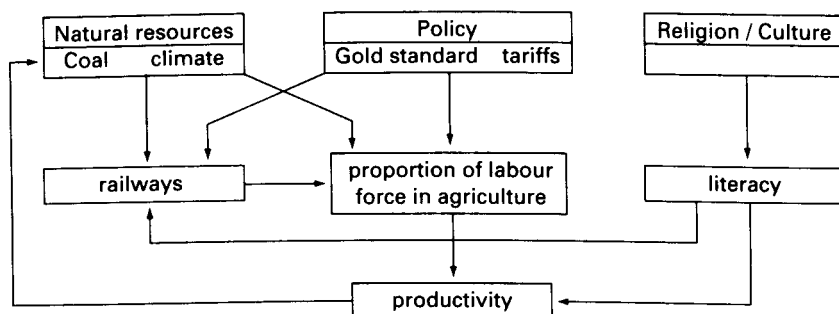 Natural resources
Coal climate
Policy
Gold standard tariffs
Religion / Culture
railways
proportion of labour
force in agriculture
literacy
productivity